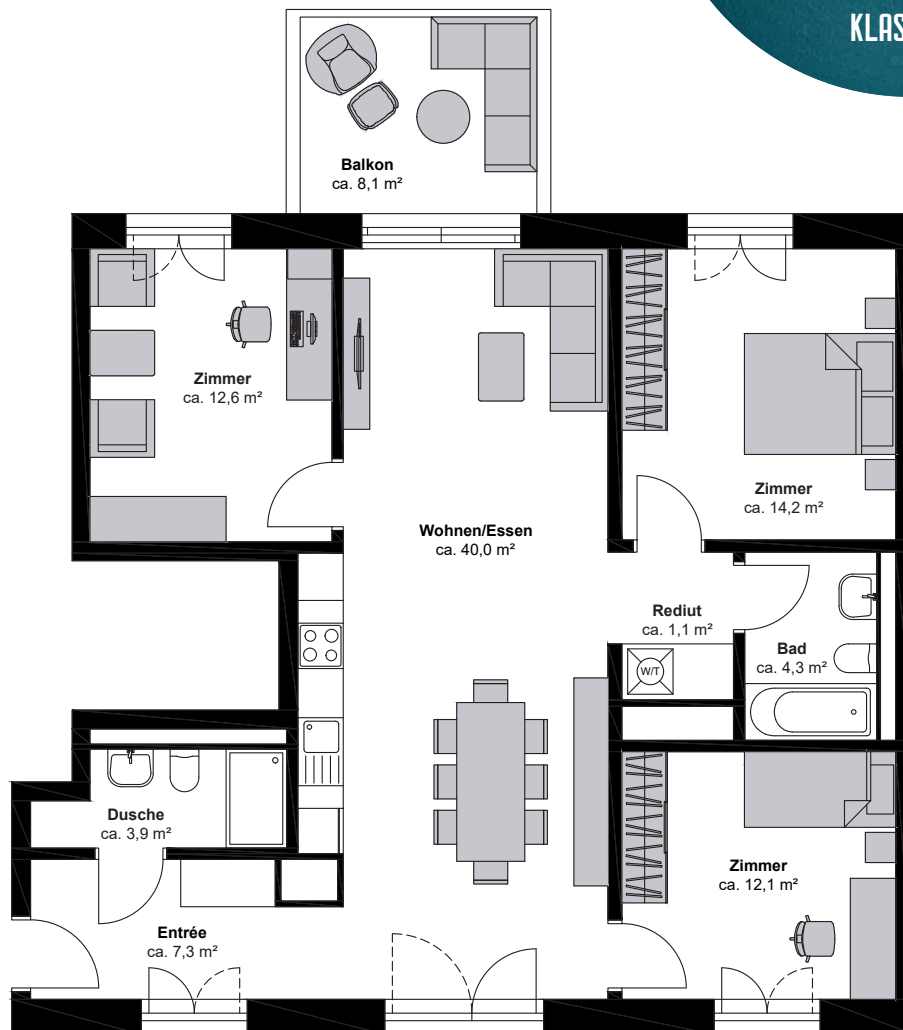 KLAS
Balkon
ca. 8,1 m²
Zimmer
ca. 12,6 m²
Wohnen/Essen
ca. 40,0 m²
Zimmer
ca. 14,2 m²
Rediut
ca. 1,1 m²
W/T
Bad
ca. 4,3 m²
Dusche
ca. 3,9 m²
Zimmer
ca. 12,1 m²
Entrée
ca. 7,3 m²